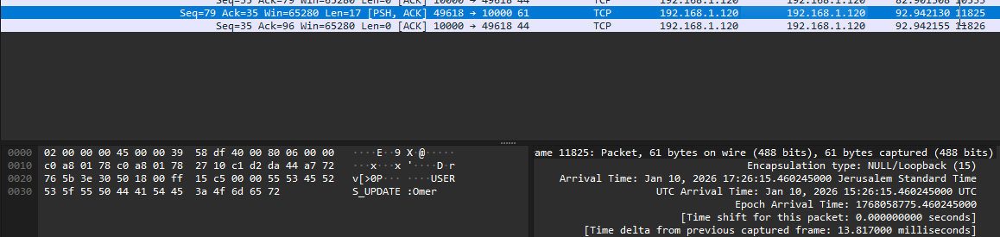 Seq=35 Ack=79 Win=65280 Len=0 [ACK] 10000 → 49618 44 TCP 192.168.1.120 192.168.1.120 82.901508 10555
Seq=79 Ack=35 Win=65280 Len=17 [PSH, ACK] 49618 → 10000 61 TCP 192.168.1.120 192.168.1.120 92.942130 11825
Seq=35 Ack=96 Win=65280 Len=0 [ACK] 10000 → 49618 44 TCP 192.168.1.120 192.168.1.120 92.942155 11826
0000 02 00 00 00 45 00 00 39 58 df 40 00 80 06 00 00 ····E··9 X·@·····
0010 c0 a8 01 78 c0 a8 01 78 27 10 c1 d2 da 44 a7 72 ···x···x '····D·r
0020 76 5b 3e 30 50 18 00 ff 15 c5 00 00 55 53 45 52 v[>0P··· ····USER
0030 53 5f 55 50 44 41 54 45 3a 4f 6d 65 72 S_UPDATE :Omer
ame 11825: Packet, 61 bytes on wire (488 bits), 61 bytes captured (488 bits)
Encapsulation type: NULL/Loopback (15)
Arrival Time: Jan 10, 2026 17:26:15.460245000 Jerusalem Standard Time
UTC Arrival Time: Jan 10, 2026 15:26:15.460245000 UTC
Epoch Arrival Time: 1768058775.460245000
[Time shift for this packet: 0.000000000 seconds]
[Time delta from previous captured frame: 13.817000 milliseconds]